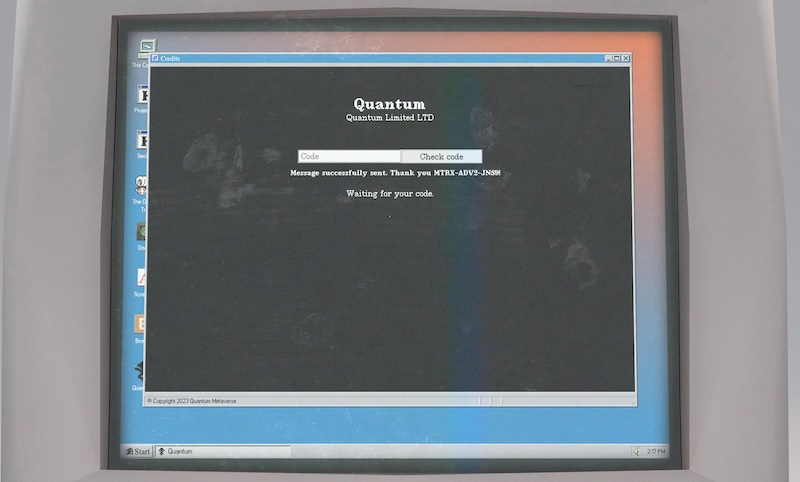 Credits
Quantum
Quantum Limited LTD
Code
Check code
Message successfully sent. Thank you MTRX-ADV2-JNS9!
Waiting for your code.
© Copyright 2023 Quantum Metaverse
Start
Quantum
2:17 PM